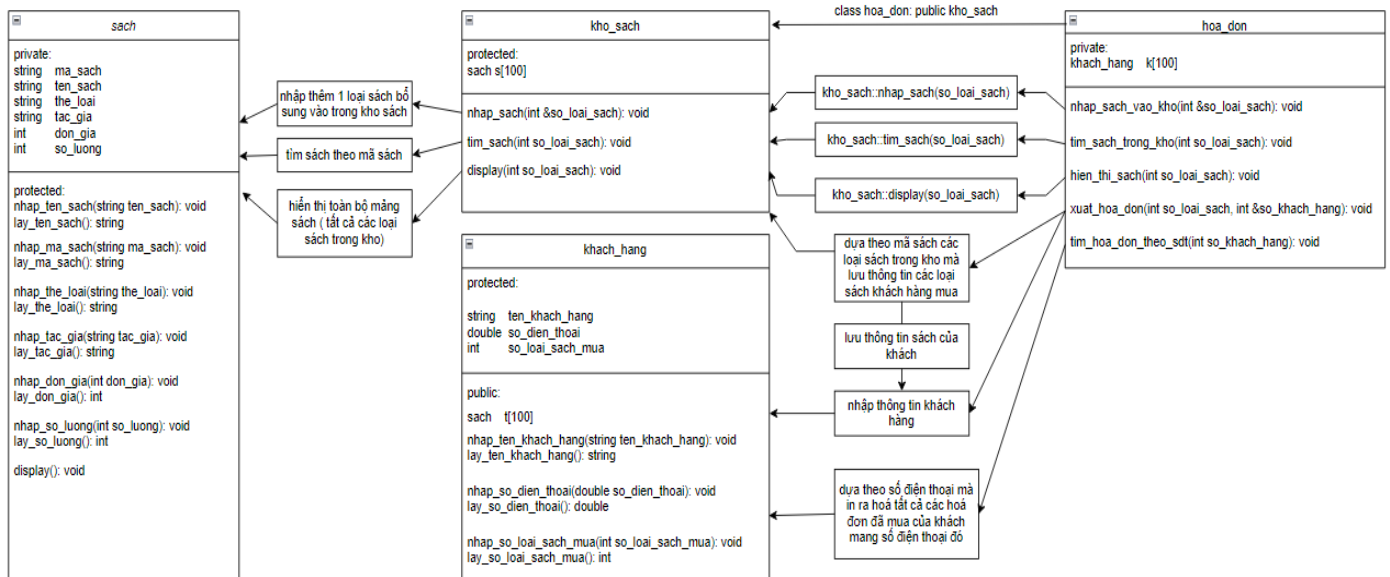 sach
private:
string ma_sach
string ten_sach
string the_loai
string tac_gia
int don_gia
int so_luong
protected:
nhap_ten_sach(string ten_sach): void
lay_ten_sach(): string
nhap_ma_sach(string ma_sach): void
lay_ma_sach(): string
nhap_the_loai(string the_loai): void
lay_the_loai(): string
nhap_tac_gia(string tac_gia): void
lay_tac_gia(): string
nhap_don_gia(int don_gia): void
lay_don_gia(): int
nhap_so_luong(int so_luong): void
lay_so_luong(): int
display(): void
nhập thêm 1 loại sách bổ
sung vào trong kho sách
tìm sách theo mã sách
hiển thị toàn bộ mảng
sách ( tất cả các loại
sách trong kho)
kho_sach
protected:
sach s[100]
nhap_sach(int &so_loai_sach): void
tim_sach(int so_loai_sach): void
display(int so_loai_sach): void
khach_hang
protected:
string ten_khach_hang
double so_dien_thoai
int so_loai_sach_mua
public:
sach t[100]
nhap_ten_khach_hang(string ten_khach_hang): void
lay_ten_khach_hang(): string
nhap_so_dien_thoai(double so_dien_thoai): void
lay_so_dien_thoai(): double
nhap_so_loai_sach_mua(int so_loai_sach_mua): void
lay_so_loai_sach_mua(): int
class hoa_don: public kho_sach
kho_sach::nhap_sach(so_loai_sach)
kho_sach::tim_sach(so_loai_sach)
kho_sach::display(so_loai_sach)
dựa theo mã sách các
loại sách trong kho mà
lưu thông tin các loại
sách khách hàng mua
lưu thông tin sách của
khách
nhập thông tin khách
hàng
dựa theo số điện thoại mà
in ra hoá tất cả các hoá
đơn đã mua của khách
mang số điện thoại đó
hoa_don
private:
khach_hang k[100]
nhap_sach_vao_kho(int &so_loai_sach): void
tim_sach_trong_kho(int so_loai_sach): void
hien_thi_sach(int so_loai_sach): void
xuat_hoa_don(int so_loai_sach, int &so_khach_hang): void
tim_hoa_don_theo_sdt(int so_khach_hang): void